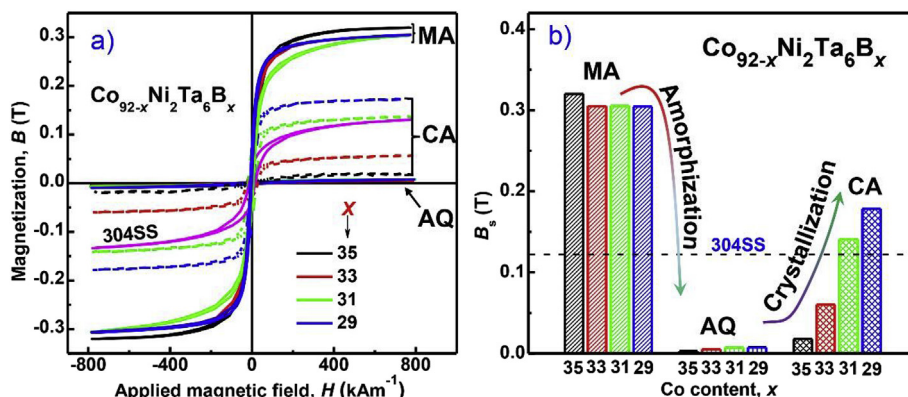 a)
0.3
0.2
0.1
0.0
-0.1
-0.2
-0.3
Magnetization, B (T)
Co92-xNi2Ta6Bx
MA
CA
AQ
304SS
X
35
33
31
29
-800 -400 0 400 800
Applied magnetic field, H (kAm-1)
b)
Co92-xNi2Ta6Bx
0.4
0.3
0.2
0.1
0.0
Bs (T)
MA
Amorphization
304SS
AQ
Crystallization
CA
35 33 31 29 35 33 31 29 35 33 31 29
Co content, x